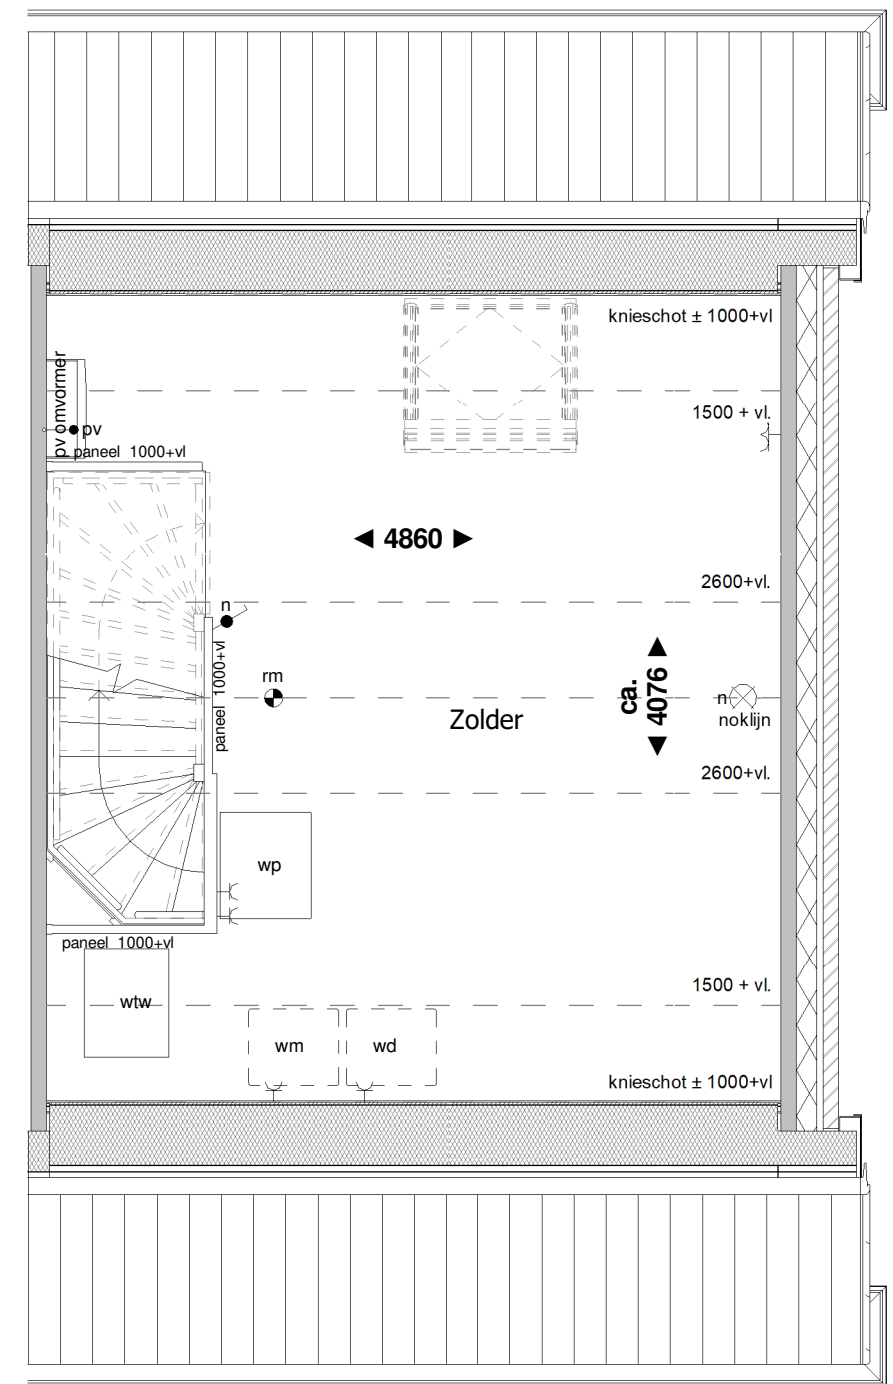 knieschot ± 1000+vl
pv omvormer
1500 + vl.
pv
paneel 1000+vl
4860
2600+vl.
n
paneel 1000+vl
rm
ca.
4076
n
noklijn
Zolder
2600+vl.
wp
paneel 1000+vl
1500 + vl.
wtw
wm
wd
knieschot ± 1000+vl